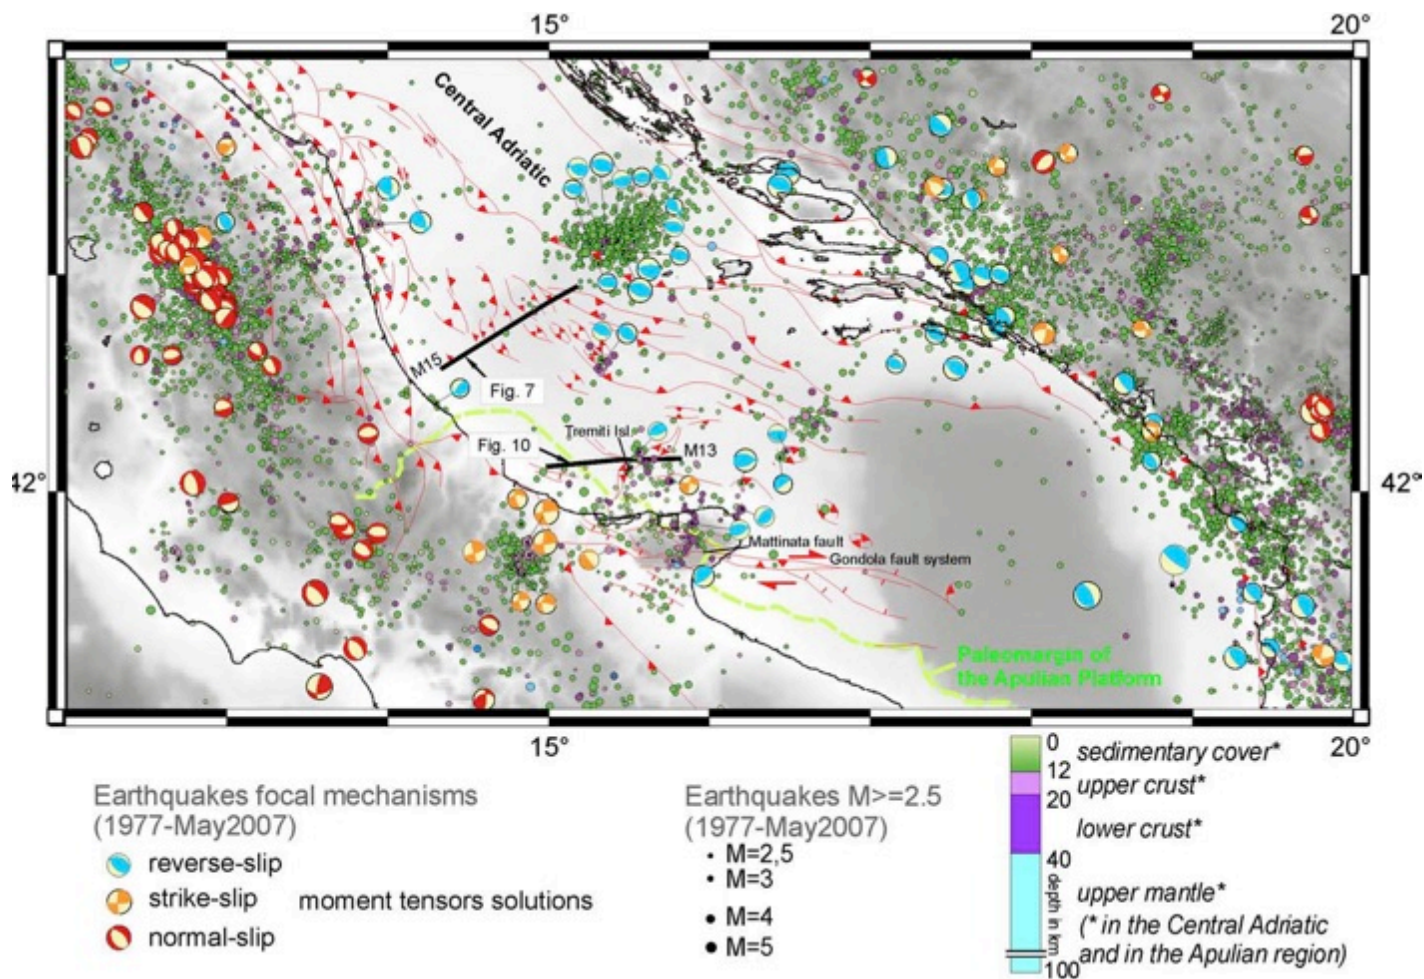 15°
20°
Central Adriatic
M15
Fig. 7
Tremiti Isl.
Fig. 10
M13
42°
42°
Mattinata fault
Gondola fault system
Paleomargin of
the Apulian Platform
15°
20°
Earthquakes focal mechanisms
(1977-May2007)
reverse-slip
strike-slip
moment tensors solutions
normal-slip
Earthquakes M>=2.5
(1977-May2007)
M=2,5
M=3
M=4
M=5
0
sedimentary cover*
12
upper crust*
20
lower crust*
40
depth in km
upper mantle*
(* in the Central Adriatic
and in the Apulian region)
100